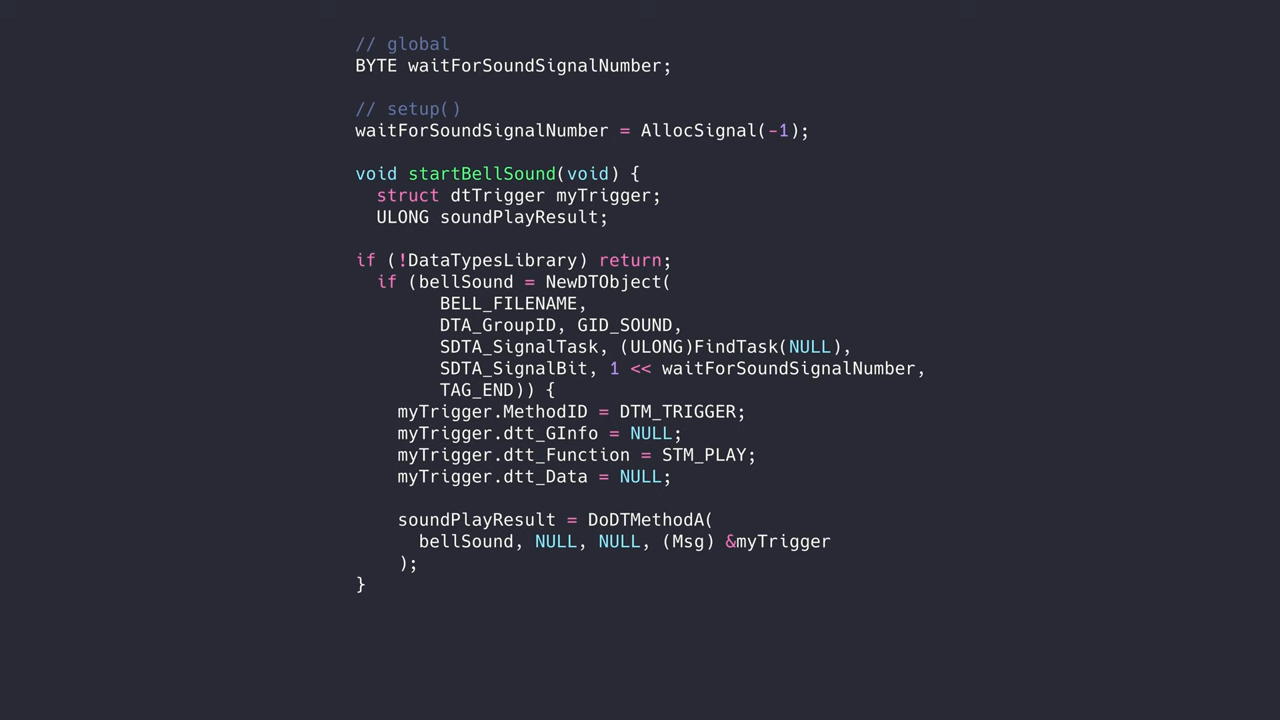 // global
BYTE waitForSoundSignalNumber;
// setup()
waitForSoundSignalNumber = AllocSignal(-1);
void startBellSound(void) {
struct dtTrigger myTrigger;
ULONG soundPlayResult;
if (!DataTypesLibrary) return;
if (bellSound = NewDTObject(
BELL_FILENAME,
DTA_GroupID, GID_SOUND,
SDTA_SignalTask, (ULONG)FindTask(NULL),
SDTA_SignalBit, 1 << waitForSoundSignalNumber,
TAG_END)) {
myTrigger.MethodID = DTM_TRIGGER;
myTrigger.dtt_GInfo = NULL;
myTrigger.dtt_Function = STM_PLAY;
myTrigger.dtt_Data = NULL;
soundPlayResult = DoDTMethodA(
bellSound, NULL, NULL, (Msg) &myTrigger
);
}